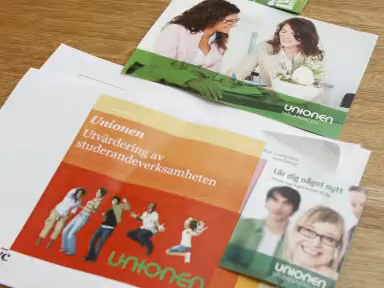 UNIONEN
Unionen
Utvärdering av
studerandeverksamheten
UNIONEN
Lär dig något nytt
UNIONEN